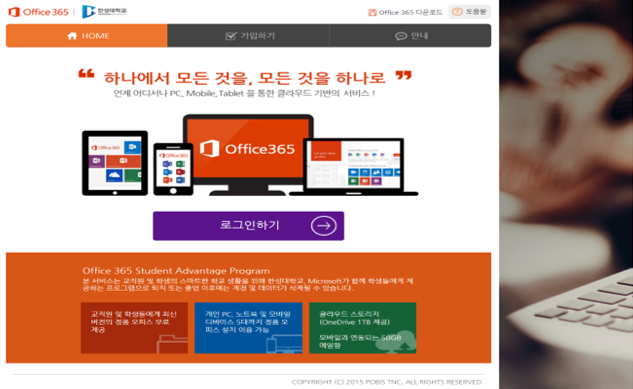 Office 365 한성대학교
Office 365 다운로드 ? 도움말
HOME 가입하기 안내
❝ 하나에서 모든 것을, 모든 것을 하나로 ❞
언제 어디서나 PC, Mobile, Tablet 을 통한 클라우드 기반의 서비스 !
Office365
Office365
로그인하기
Office 365 Student Advantage Program
본 서비스는 교직원 및 학생의 스마트한 학교 생활을 위해 한성대학교, Microsoft가 함께 학생들에게 제
공하는 프로그램으로 퇴직 또는 졸업 이후에는 계정 및 데이터가 삭제될 수 있습니다.
교직원 및 학생들에게 최신
버전의 정품 오피스 무료
제공
개인 PC, 노트북 및 모바일
디바이스 5대까지 정품 오
피스 설치 이용 가능
클라우드 스토리지
(OneDrive 1TB 제공)
모바일과 연동되는 50GB
메일함
COPYRIGHT (C) 2015 POBIS TNC. ALL RIGHTS RESERVED.